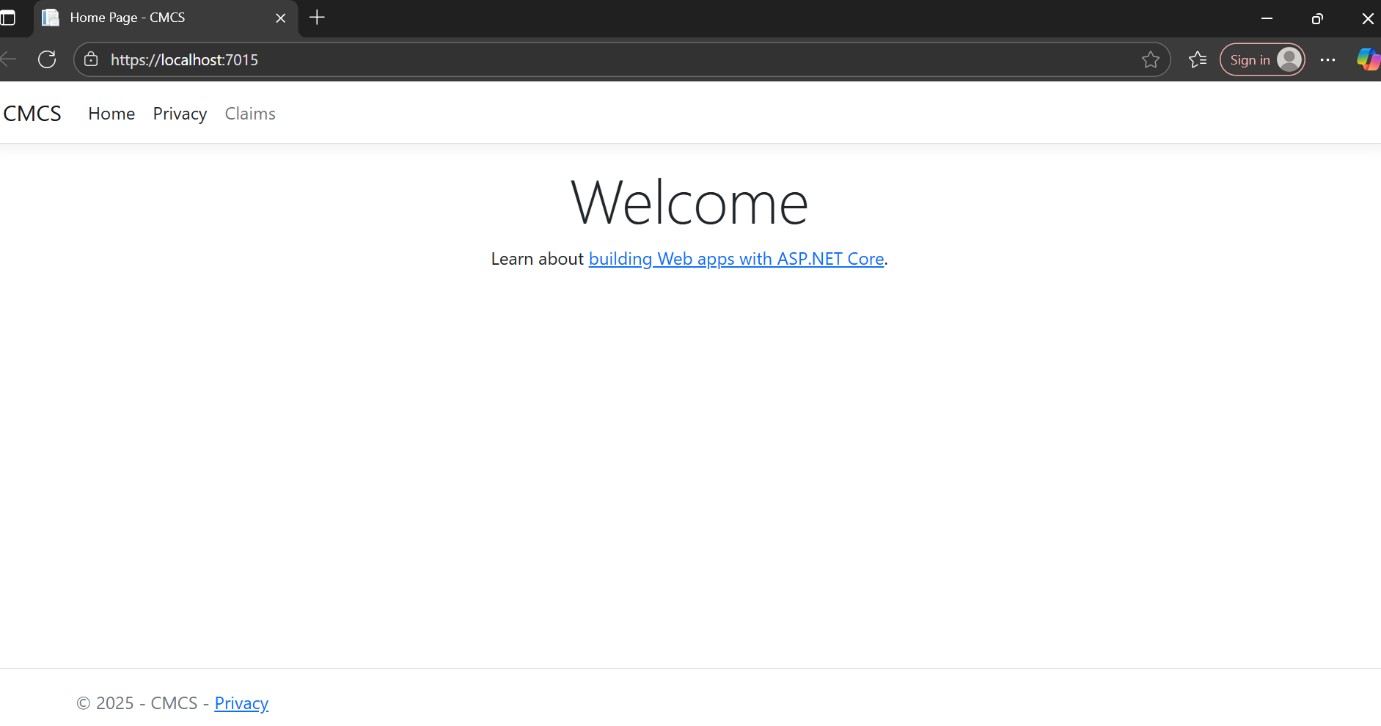 Home Page - CMCS
https://localhost:7015
Sign in
CMCS Home Privacy Claims
Welcome
Learn about building Web apps with ASP.NET Core.
© 2025 - CMCS - Privacy